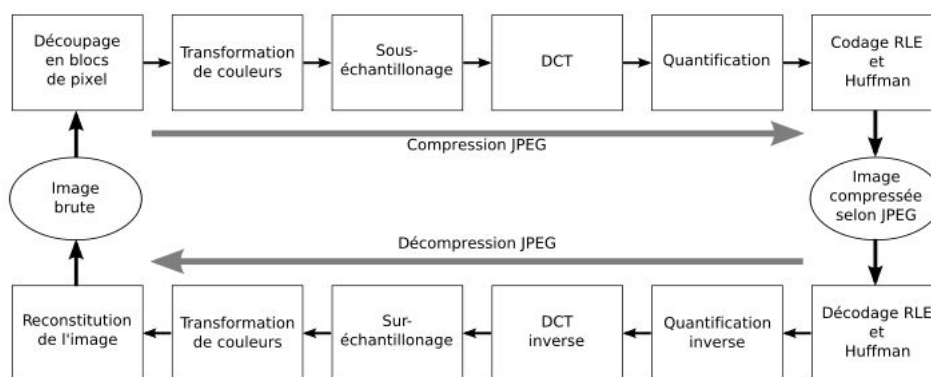 Découpage
en blocs
de pixel
Transformation
de couleurs
Sous-
échantillonage
DCT
Quantification
Codage RLE
et
Huffman
Compression JPEG
Image
brute
Image
compressée
selon JPEG
Décompression JPEG
Reconstitution
de l'image
Transformation
de couleurs
Sur-
échantillonage
DCT
inverse
Quantification
inverse
Décodage RLE
et
Huffman